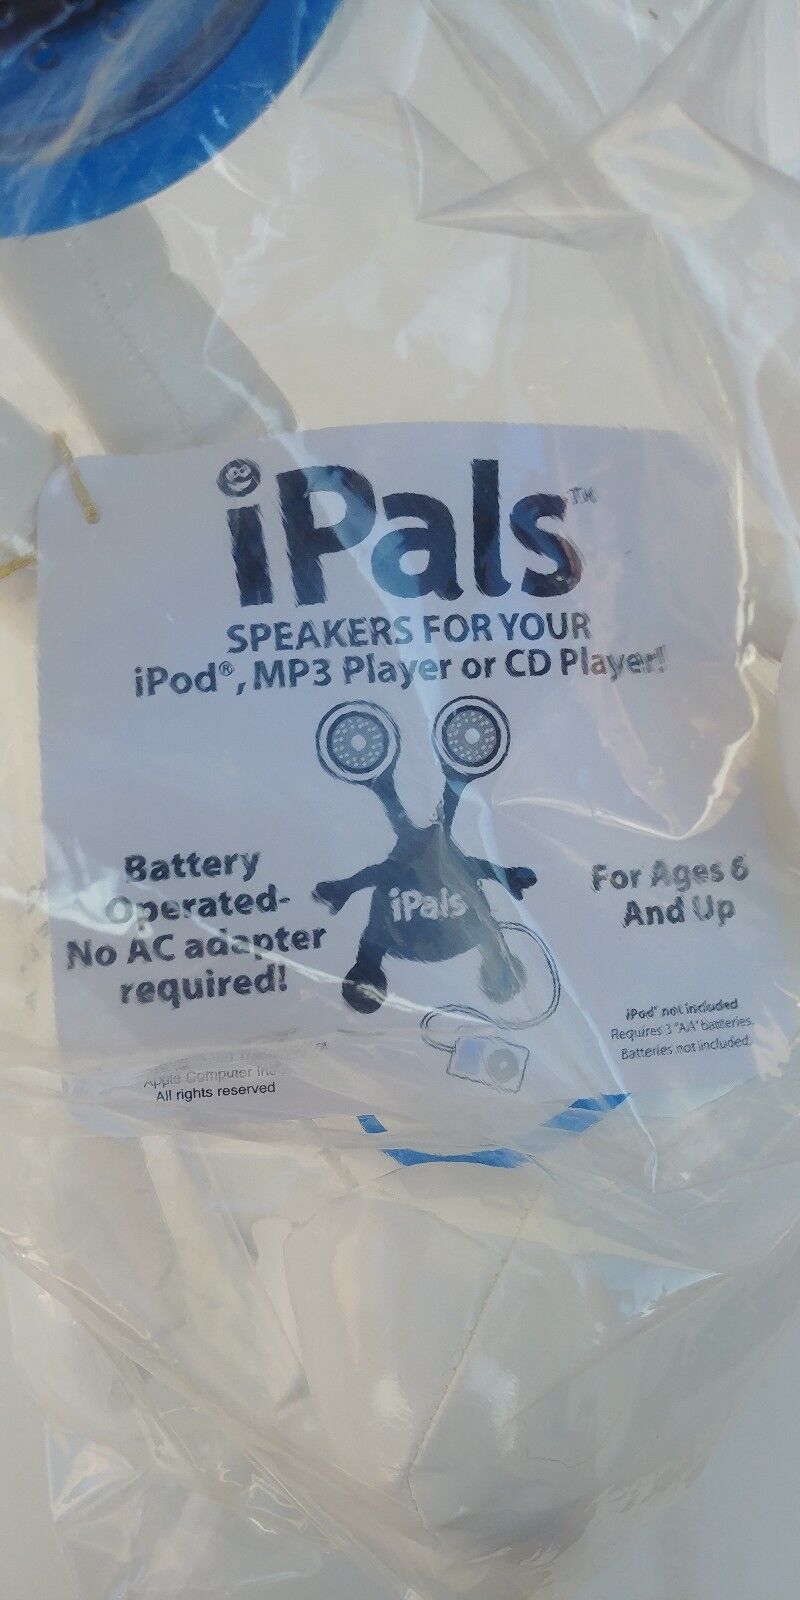 iPals™
SPEAKERS FOR YOUR
iPod®, MP3 Player or CD Player!
Battery
Operated-
No AC adapter
required!
iPals
For Ages 6
And Up
iPod® not included
Requires 3 "AA" batteries.
Batteries not included.
Apple Computer Inc
All rights reserved